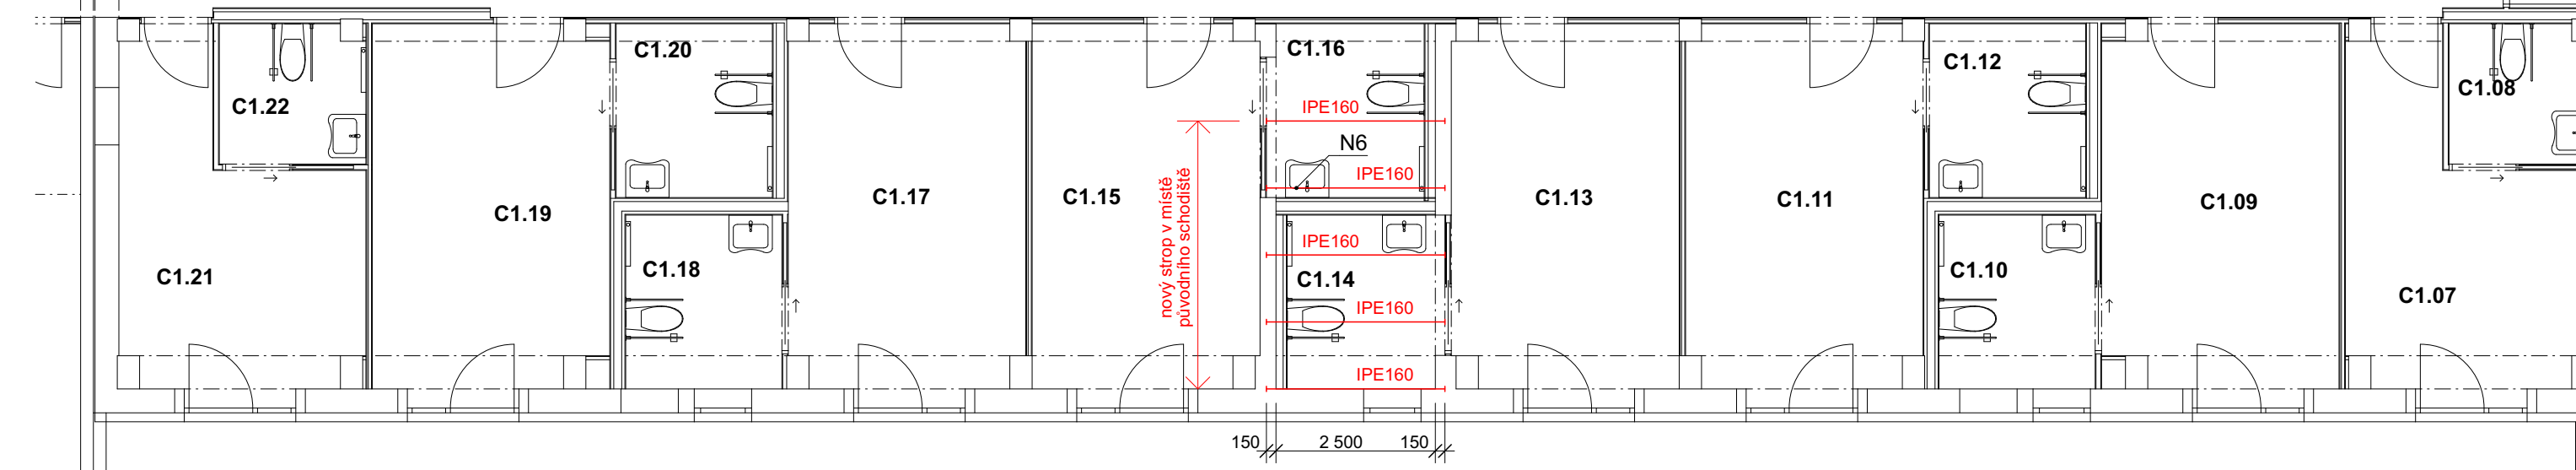 C1.22
C1.20
C1.16
C1.12
C1.08
IPE160
N6
IPE160
C1.21
C1.19
C1.17
C1.15
nový strop v místě
původního schodiště
C1.13
C1.11
C1.09
C1.07
IPE160
C1.18
C1.14
C1.10
IPE160
IPE160
150
2 500
150